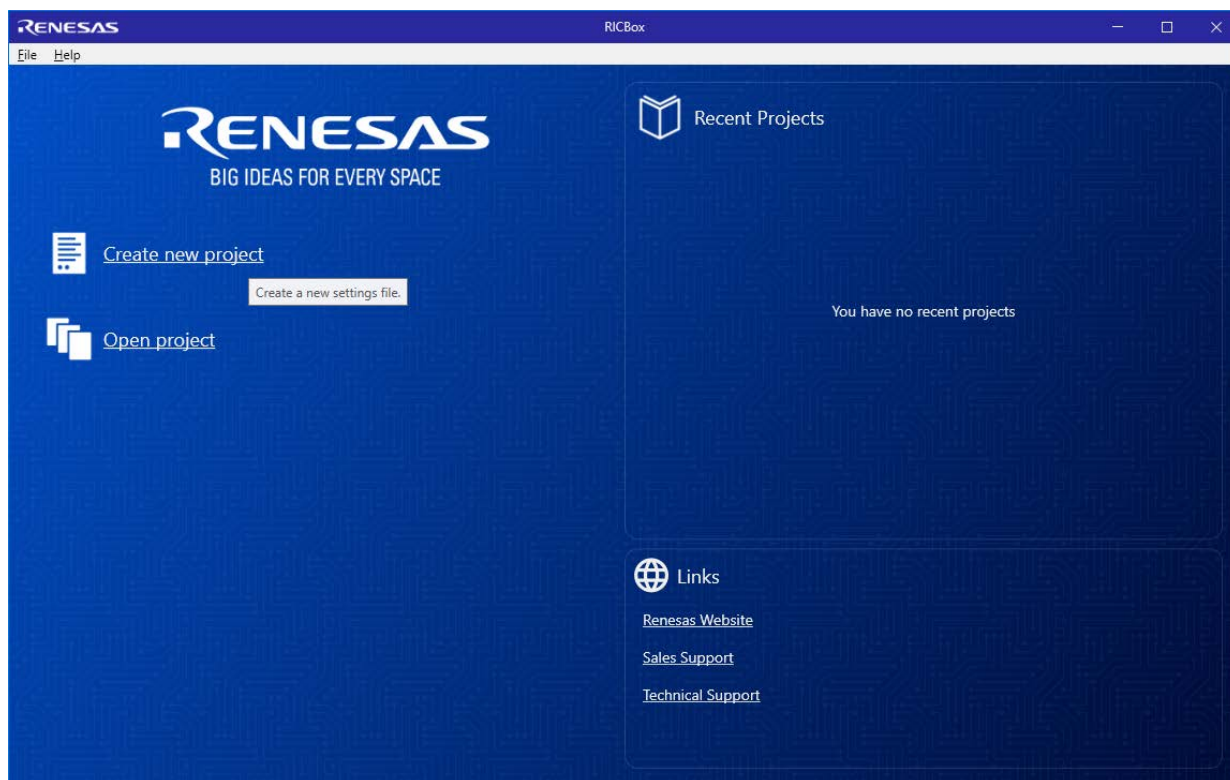 RENESAS
RICBox
File Help
RENESAS
BIG IDEAS FOR EVERY SPACE
Create new project
Create a new settings file.
Open project
Recent Projects
You have no recent projects
Links
Renesas Website
Sales Support
Technical Support